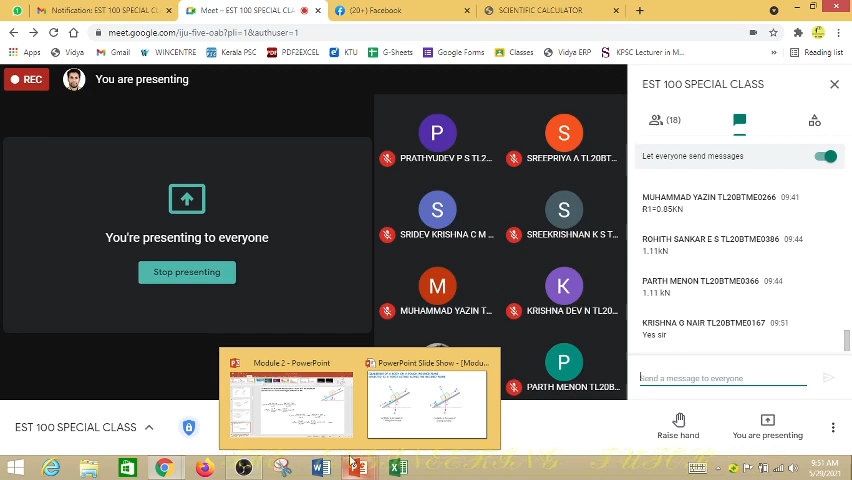 Notification: EST 100 SPECIAL CL
Meet – EST 100 SPECIAL CL
(20+) Facebook
SCIENTIFIC CALCULATOR
meet.google.com/iju-five-oab?pli=1&authuser=1
Apps
Vidya
Gmail
WINCENTRE
Kerala PSC
PDF2EXCEL
KTU
G-Sheets
Google Forms
Classes
Vidya ERP
KPSC Lecturer in M...
Reading list
REC
You are presenting
You're presenting to everyone
Stop presenting
P
PRATHYUDEV P S TL2...
S
SREEPRIYA A TL20BT...
S
SRIDEV KRISHNA C M ...
S
SREEKRISHNAN K S T...
M
MUHAMMAD YAZIN T...
K
KRISHNA DEV N TL20...
P
PARTH MENON TL20B...
EST 100 SPECIAL CLASS
(18)
Let everyone send messages
MUHAMMAD YAZIN TL20BTME0266 09:41
R1=0.85KN
ROHITH SANKAR E S TL20BTME0386 09:44
1.11kN
PARTH MENON TL20BTME0366 09:44
1.11 kN
KRISHNA G NAIR TL20BTME0167 09:51
Yes sir
Send a message to everyone
Module 2 - PowerPoint
PowerPoint Slide Show - [Modu...
EST 100 SPECIAL CLASS
Raise hand
You are presenting
9:51 AM
5/29/2021